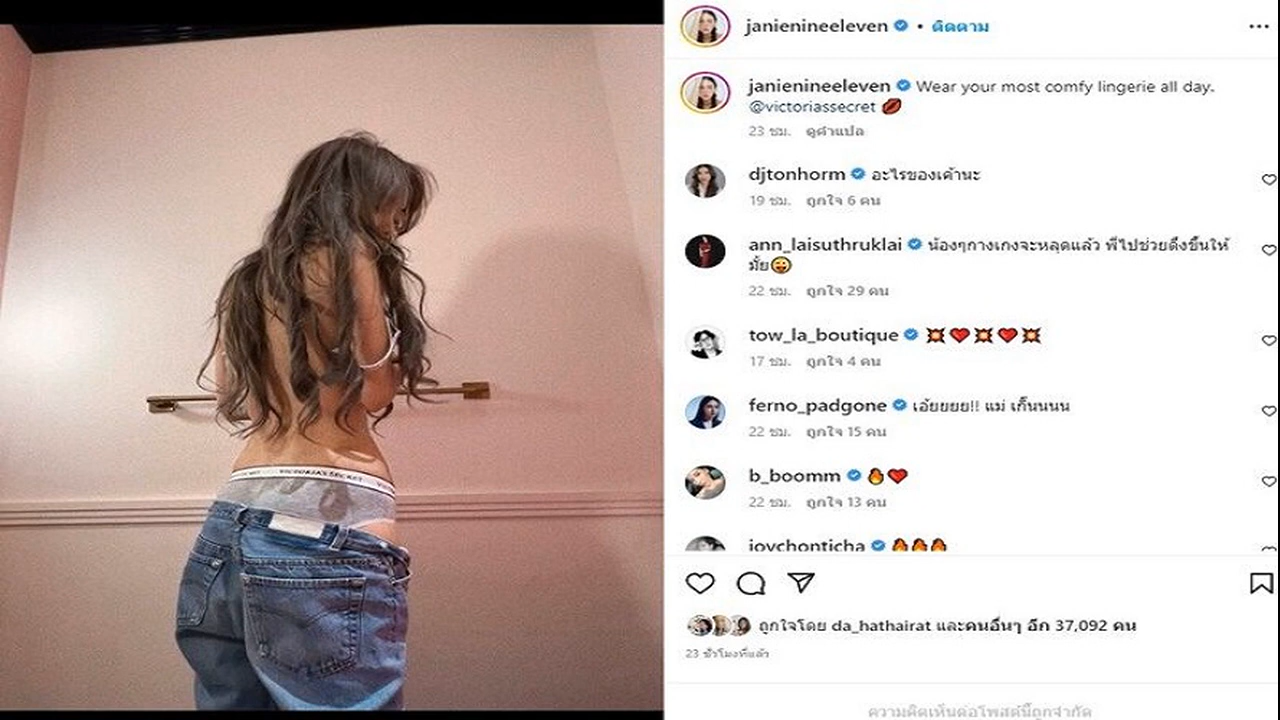 janienineeleven • ติดตาม
janienineeleven Wear your most comfy lingerie all day.
@victoriassecret 💋
23 ชม. ดูคำแปล
djtonhorm อะไรของเค้านะ
19 ชม. ถูกใจ 6 คน
ann_laisuthruklai น้องๆกางเกงจะหลุดแล้ว พี่ไปช่วยดึงขึ้นให้
มั้ย😜
22 ชม. ถูกใจ 29 คน
tow_la_boutique 💥❤️💥❤️💥
17 ชม. ถูกใจ 4 คน
ferno_padgone เอ้ยยยย!! แม่ เกิ๊นนนน
22 ชม. ถูกใจ 15 คน
b_boomm 🔥❤️
22 ชม. ถูกใจ 13 คน
joychonticha 🔥🔥🔥
ถูกใจโดย da_hathairat และคนอื่นๆ อีก 37,092 คน
23 ชั่วโมงที่แล้ว
ความคิดเห็นต่อโพสต์นี้ถูกจำกัด
VICTORIA'S SECRET